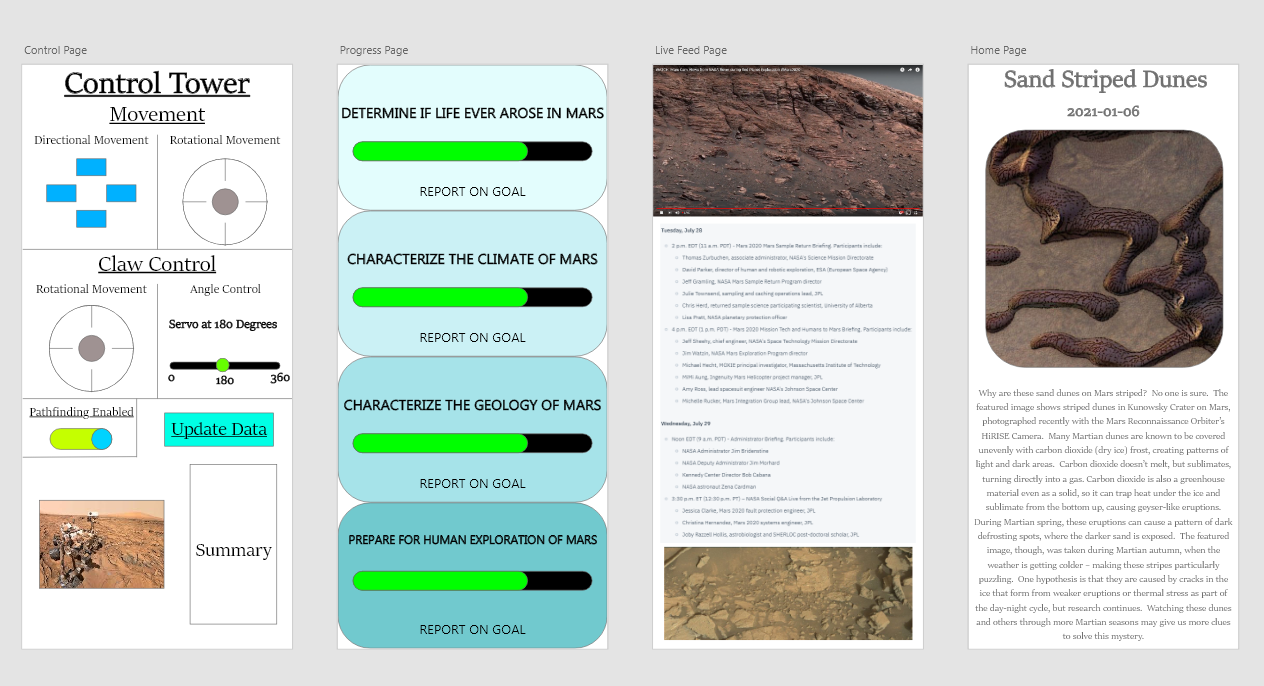 Control Page
Control Tower
Movement
Directional Movement
Rotational Movement
Claw Control
Rotational Movement
Angle Control
Servo at 180 Degrees
0
180
360
Pathfinding Enabled
Update Data
Summary
Progress Page
DETERMINE IF LIFE EVER AROSE IN MARS
REPORT ON GOAL
CHARACTERIZE THE CLIMATE OF MARS
REPORT ON GOAL
CHARACTERIZE THE GEOLOGY OF MARS
REPORT ON GOAL
PREPARE FOR HUMAN EXPLORATION OF MARS
REPORT ON GOAL
Live Feed Page
Tuesday, July 28
2 p.m. EDT (11 a.m. PDT) - Mars 2020 Mars Sample Return Briefing. Participants include:
Thomas Zurbuchen, associate administrator, NASA's Science Mission Directorate
David Parker, director of human and robotic exploration, ESA (European Space Agency)
Jeff Gramling, NASA Mars Sample Return Program director
Julie Townsend, sampling and caching operations lead, JPL
Chris Herd, returned sample science participating scientist, University of Alberta
Lisa Pratt, NASA planetary protection officer
4 p.m. EDT (1 p.m. PDT) - Mars 2020 Mission Tech and Humans to Mars Briefing. Participants include:
Jeff Sheehy, chief engineer, NASA's Space Technology Mission Directorate
Jim Watzin, NASA Mars Exploration Program director
Michael Hecht, MOXIE principal investigator, Massachusetts Institute of Technology
MiMi Aung, Ingenuity Mars Helicopter project manager, JPL
Amy Ross, lead spacesuit engineer NASA's Johnson Space Center
Michelle Rucker, Mars Integration Group lead, NASA's Johnson Space Center
Wednesday, July 29
Noon EDT (9 a.m. PDT) - Administrator Briefing. Participants include:
NASA Administrator Jim Bridenstine
NASA Deputy Administrator Jim Morhard
Kennedy Center Director Bob Cabana
NASA astronaut Zena Cardman
3:30 p.m. ET (12:30 p.m. PT) – NASA Social Q&A Live from the Jet Propulsion Laboratory
Jessica Clarke, Mars 2020 fault protection engineer, JPL
Christina Hernandez, Mars 2020 systems engineer, JPL
Joby Razzell Hollis, astrobiologist and SHERLOC post-doctoral scholar, JPL
Home Page
Sand Striped Dunes
2021-01-06
Why are these sand dunes on Mars striped? No one is sure. The
featured image shows striped dunes in Kunowsky Crater on Mars,
photographed recently with the Mars Reconnaissance Orbiter's
HiRISE Camera. Many Martian dunes are known to be covered
unevenly with carbon dioxide (dry ice) frost, creating patterns of
light and dark areas. Carbon dioxide doesn't melt, but sublimates,
turning directly into a gas. Carbon dioxide is also a greenhouse
material even as a solid, so it can trap heat under the ice and
sublimate from the bottom up, causing geyser-like eruptions.
During Martian spring, these eruptions can cause a pattern of dark
defrosting spots, where the darker sand is exposed. The featured
image, though, was taken during Martian autumn, when the
weather is getting colder – making these stripes particularly
puzzling. One hypothesis is that they are caused by cracks in the
ice that form from weaker eruptions or thermal stress as part of
the day-night cycle, but research continues. Watching these dunes
and others through more Martian seasons may give us more clues
to solve this mystery.